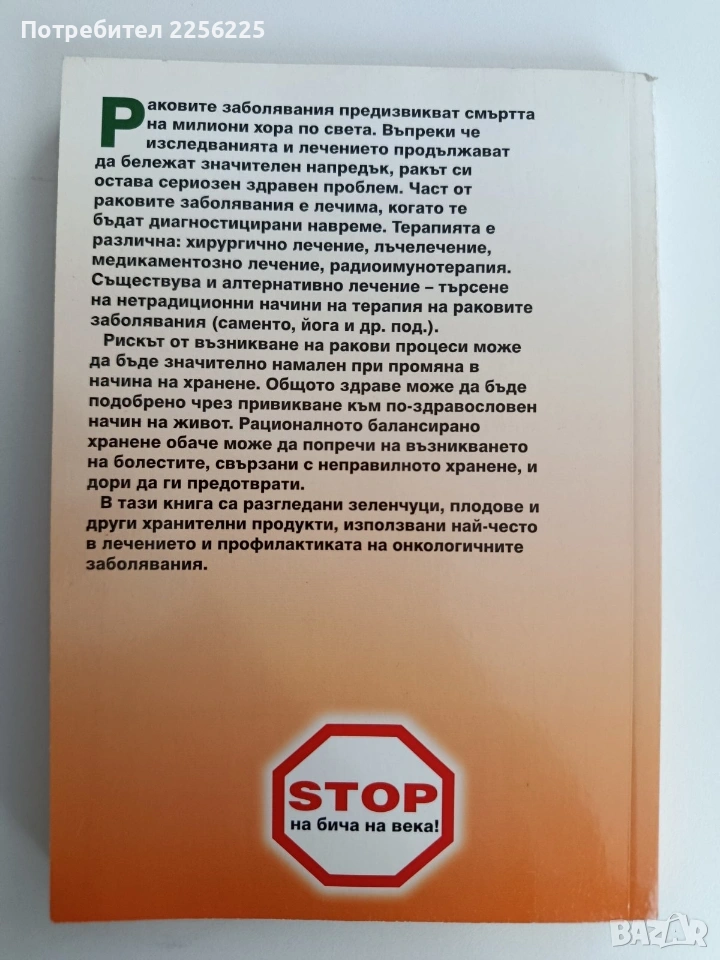 Потребител 2256225
Раковите заболявания предизвикват смъртта
на милиони хора по света. Въпреки че
изследванията и лечението продължават
да бележат значителен напредък, ракът си
остава сериозен здравен проблем. Част от
раковите заболявания е лечима, когато те
бъдат диагностицирани навреме. Терапията е
различна: хирургично лечение, лъчелечение,
медикаментозно лечение, радиоимунотерапия.
Съществува и алтернативно лечение – търсене
на нетрадиционни начини на терапия на раковите
заболявания (саменто, йога и др. под.).
Рискът от възникване на ракови процеси може
да бъде значително намален при промяна в
начина на хранене. Общото здраве може да бъде
подобрено чрез привикване към по-здравословен
начин на живот. Рационалното балансирано
хранене обаче може да попречи на възникването
на болестите, свързани с неправилното хранене, и
дори да ги предотврати.
В тази книга са разгледани зеленчуци, плодове и
други хранителни продукти, използвани най-често
в лечението и профилактиката на онкологичните
заболявания.
STOP
на бича на века!
BAZAR